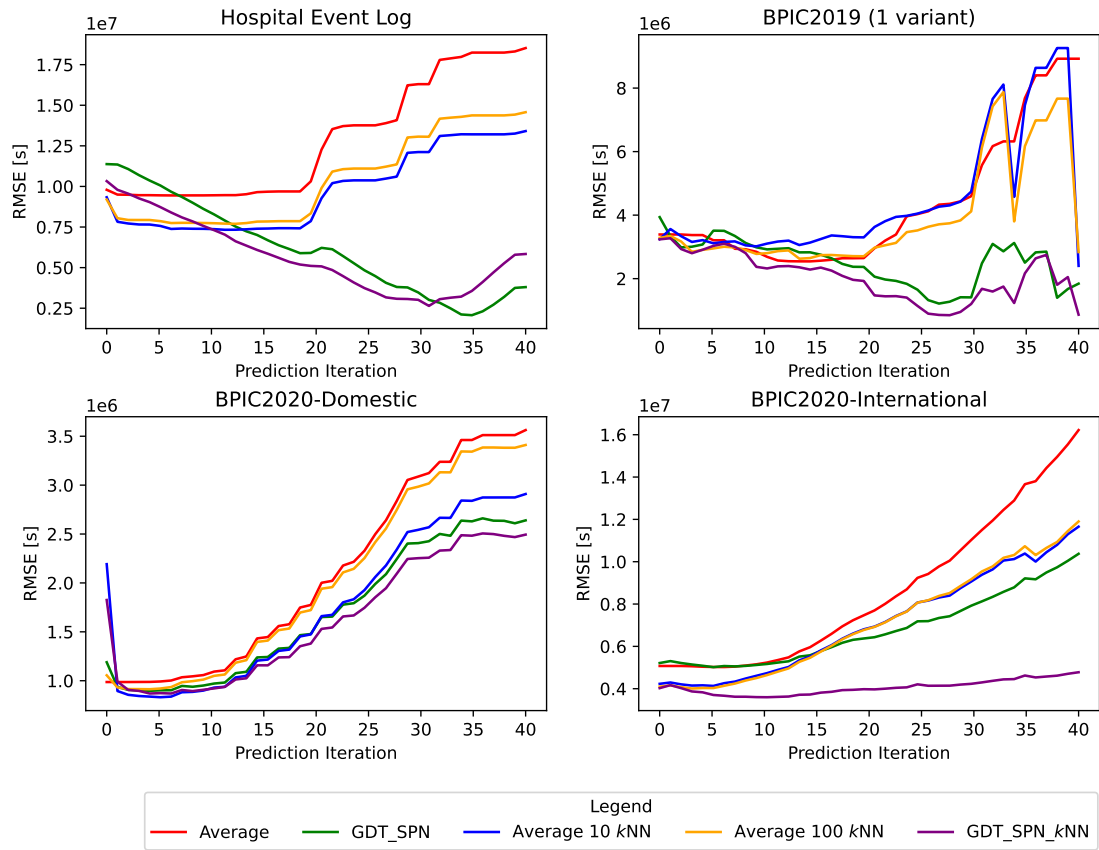 Hospital Event Log
1e7
1.75
1.50
1.25
1.00
0.75
0.50
0.25
RMSE [s]
0 5 10 15 20 25 30 35 40
Prediction Iteration
BPIC2019 (1 variant)
1e6
8
6
4
2
RMSE [s]
0 5 10 15 20 25 30 35 40
Prediction Iteration
BPIC2020-Domestic
1e6
3.5
3.0
2.5
2.0
1.5
1.0
RMSE [s]
0 5 10 15 20 25 30 35 40
Prediction Iteration
BPIC2020-International
1e7
1.6
1.4
1.2
1.0
0.8
0.6
0.4
RMSE [s]
0 5 10 15 20 25 30 35 40
Prediction Iteration
Legend
Average GDT_SPN Average 10 kNN Average 100 kNN GDT_SPN_kNN